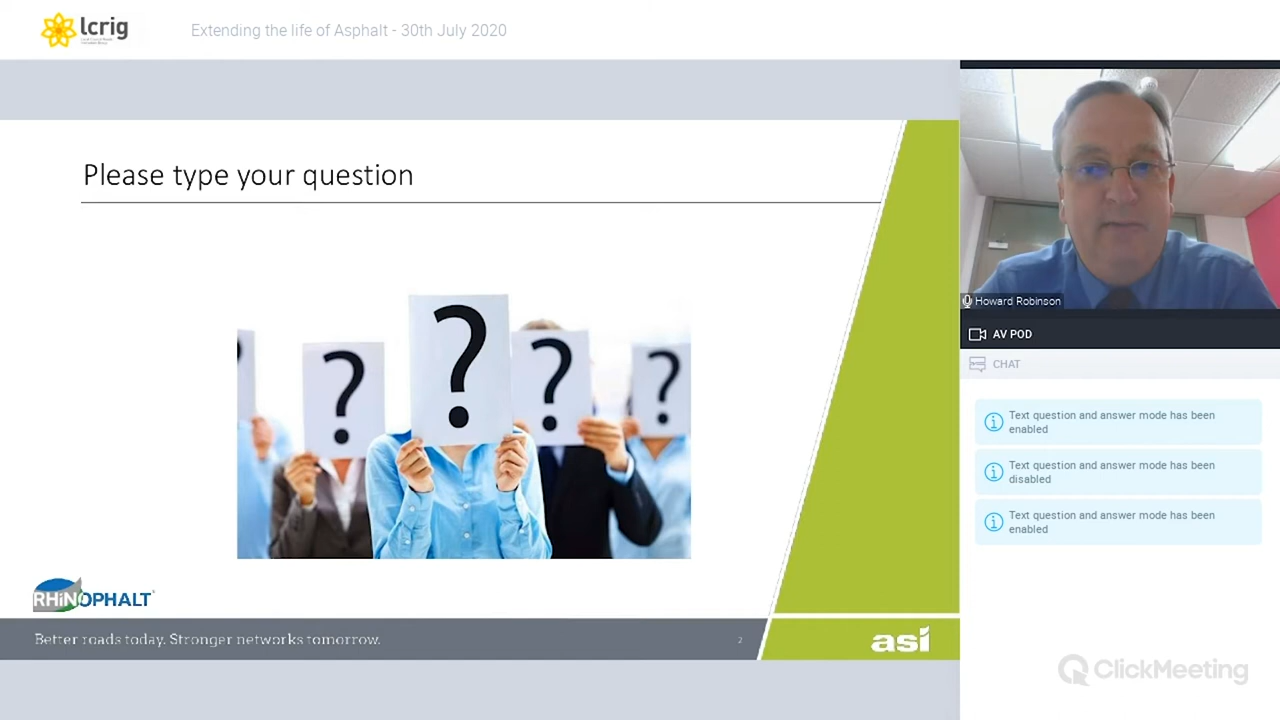 lcrig
Extending the life of Asphalt - 30th July 2020
Please type your question
?
?
?
?
RHINOPHALT
Better roads today. Stronger networks tomorrow.
2
asi
Howard Robinson
AV POD
CHAT
Text question and answer mode has been
enabled
Text question and answer mode has been
disabled
Text question and answer mode has been
enabled
ClickMeeting